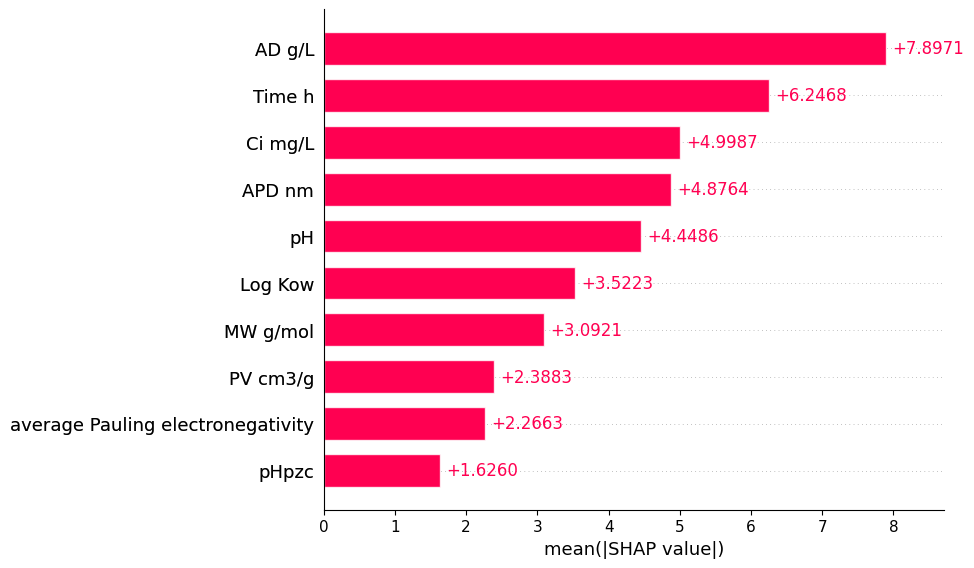 AD g/L +7.8971
Time h +6.2468
Ci mg/L +4.9987
APD nm +4.8764
pH +4.4486
Log Kow +3.5223
MW g/mol +3.0921
PV cm3/g +2.3883
average Pauling electronegativity +2.2663
pHpzc +1.6260
0 1 2 3 4 5 6 7 8
mean(|SHAP value|)